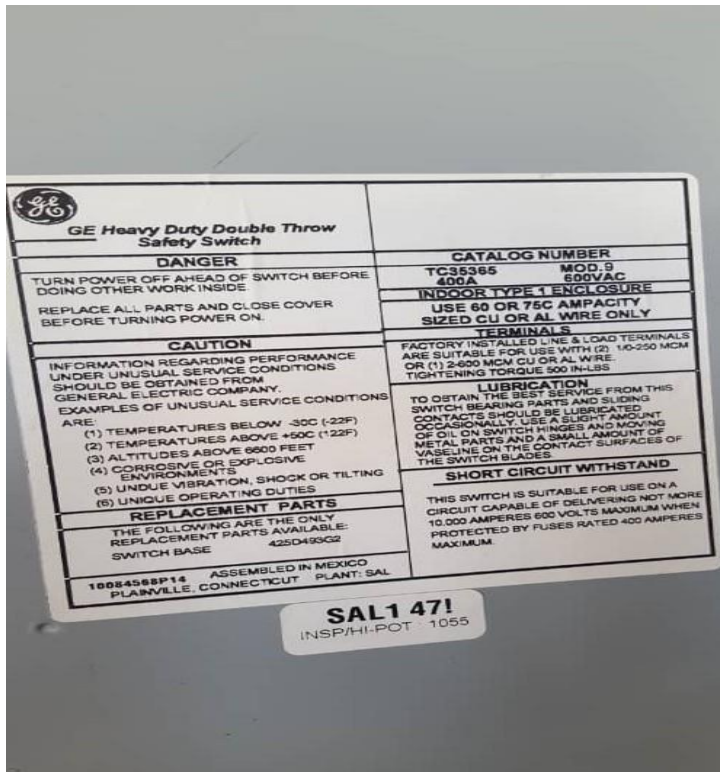 GE
GE Heavy Duty Double Throw
Safety Switch
DANGER
TURN POWER OFF AHEAD OF SWITCH BEFORE
DOING OTHER WORK INSIDE.
REPLACE ALL PARTS AND CLOSE COVER
BEFORE TURNING POWER ON.
CAUTION
INFORMATION REGARDING PERFORMANCE
UNDER UNUSUAL SERVICE CONDITIONS
SHOULD BE OBTAINED FROM
GENERAL ELECTRIC COMPANY.
EXAMPLES OF UNUSUAL SERVICE CONDITIONS
ARE:
(1) TEMPERATURES BELOW -30C (-22F)
(2) TEMPERATURES ABOVE +50C (122F)
(3) ALTITUDES ABOVE 6600 FEET
(4) CORROSIVE OR EXPLOSIVE
ENVIRONMENTS
(5) UNDUE VIBRATION, SHOCK OR TILTING
(6) UNIQUE OPERATING DUTIES
REPLACEMENT PARTS
THE FOLLOWING ARE THE ONLY
REPLACEMENT PARTS AVAILABLE:
SWITCH BASE 425D493G2
10084568P14 ASSEMBLED IN MEXICO
PLAINVILLE, CONNECTICUT PLANT: SAL
CATALOG NUMBER
TC35365 MOD.9
400A 600VAC
INDOOR TYPE 1 ENCLOSURE
USE 60 OR 75C AMPACITY
SIZED CU OR AL WIRE ONLY
TERMINALS
FACTORY INSTALLED LINE & LOAD TERMINALS
ARE SUITABLE FOR USE WITH (2) 1/0-250 MCM
OR (1) 2-600 MCM CU OR AL WIRE.
TIGHTENING TORQUE 500 IN-LBS
LUBRICATION
TO OBTAIN THE BEST SERVICE FROM THIS
SWITCH BEARING PARTS AND SLIDING
CONTACTS SHOULD BE LUBRICATED
OCCASIONALLY. USE A SLIGHT AMOUNT
OF OIL ON SWITCH HINGES AND MOVING
METAL PARTS AND A SMALL AMOUNT OF
VASELINE ON THE CONTACT SURFACES OF
THE SWITCH BLADES.
SHORT CIRCUIT WITHSTAND
THIS SWITCH IS SUITABLE FOR USE ON A
CIRCUIT CAPABLE OF DELIVERING NOT MORE
10,000 AMPERES 600 VOLTS MAXIMUM WHEN
PROTECTED BY FUSES RATED 400 AMPERES
MAXIMUM.
SAL1 47!
INSP/HI-POT : 1055